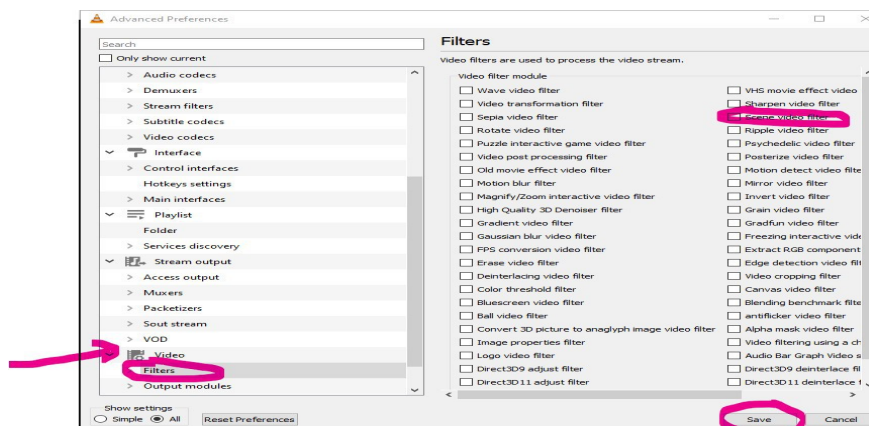 Advanced Preferences
Search
Only show current
Audio codecs
Demuxers
Stream filters
Subtitle codecs
Video codecs
Interface
Control interfaces
Hotkeys settings
Main interfaces
Playlist
Folder
Services discovery
Stream output
Access output
Muxers
Packetizers
Sout stream
VOD
Video
Filters
Output modules
Show settings
Simple All Reset Preferences
Filters
Video filters are used to process the video stream.
Video filter module
Wave video filter
Video transformation filter
Sepia video filter
Rotate video filter
Puzzle interactive game video filter
Video post processing filter
Old movie effect video filter
Motion blur filter
Magnify/Zoom interactive video filter
High Quality 3D Denoiser filter
Gradient video filter
Gaussian blur video filter
FPS conversion video filter
Erase video filter
Deinterlacing video filter
Color threshold filter
Bluescreen video filter
Ball video filter
Convert 3D picture to anaglyph image video filter
Image properties filter
Logo video filter
Direct3D9 adjust filter
Direct3D11 adjust filter
VHS movie effect video
Sharpen video filter
Scene video filter
Ripple video filter
Psychedelic video filter
Posterize video filter
Motion detect video filte
Mirror video filter
Invert video filter
Grain video filter
Gradfun video filter
Freezing interactive vide
Extract RGB component
Edge detection video filt
Video cropping filter
Canvas video filter
Blending benchmark filte
antiflicker video filter
Alpha mask video filter
Video filtering using a ch
Audio Bar Graph Video s
Direct3D9 deinterlace fil
Direct3D11 deinterlace f
Save Cancel